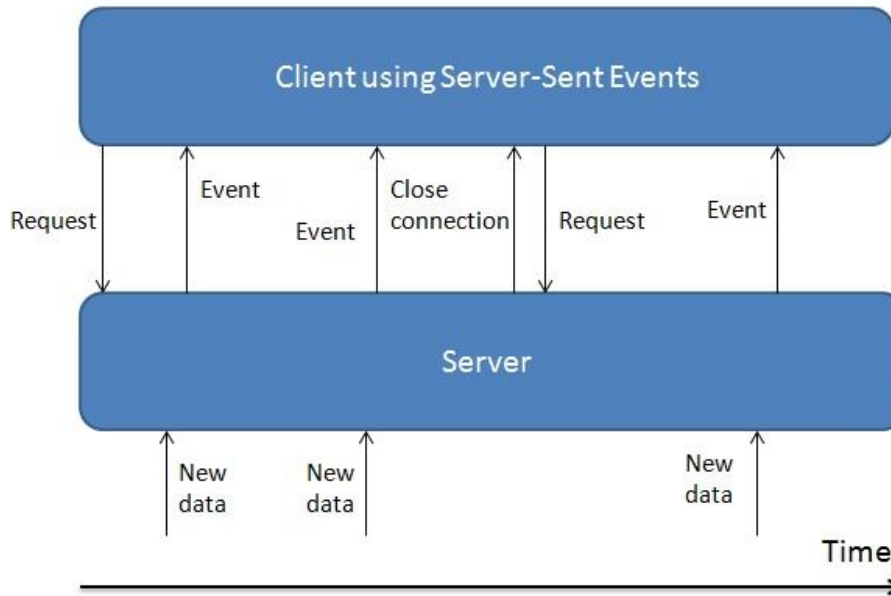 Client using Server-Sent Events
Request
Event
Event
Close
connection
Request
Event
Server
New
data
New
data
New
data
Time